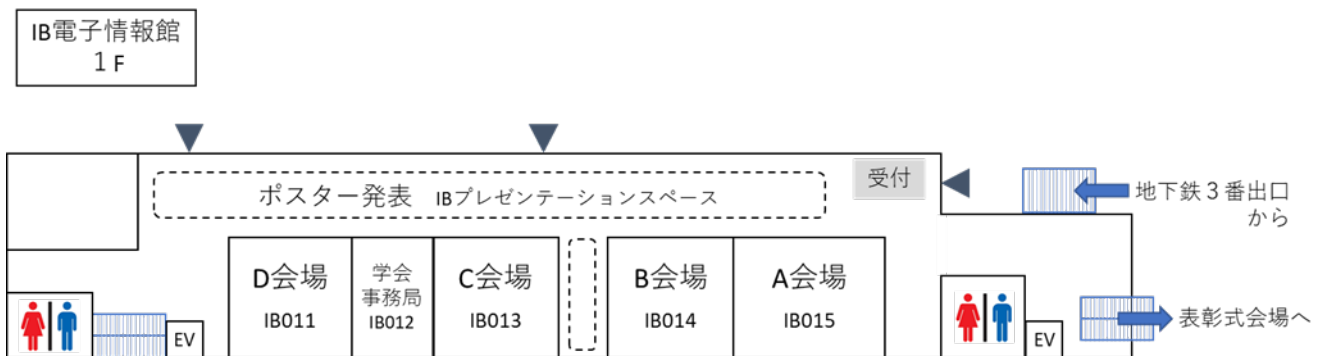 IB電子情報館
１F
ポスター発表 IBプレゼンテーションスペース
受付
地下鉄３番出口
から
D会場
IB011
学会
事務局
IB012
C会場
IB013
B会場
IB014
A会場
IB015
EV
EV
表彰式会場へ